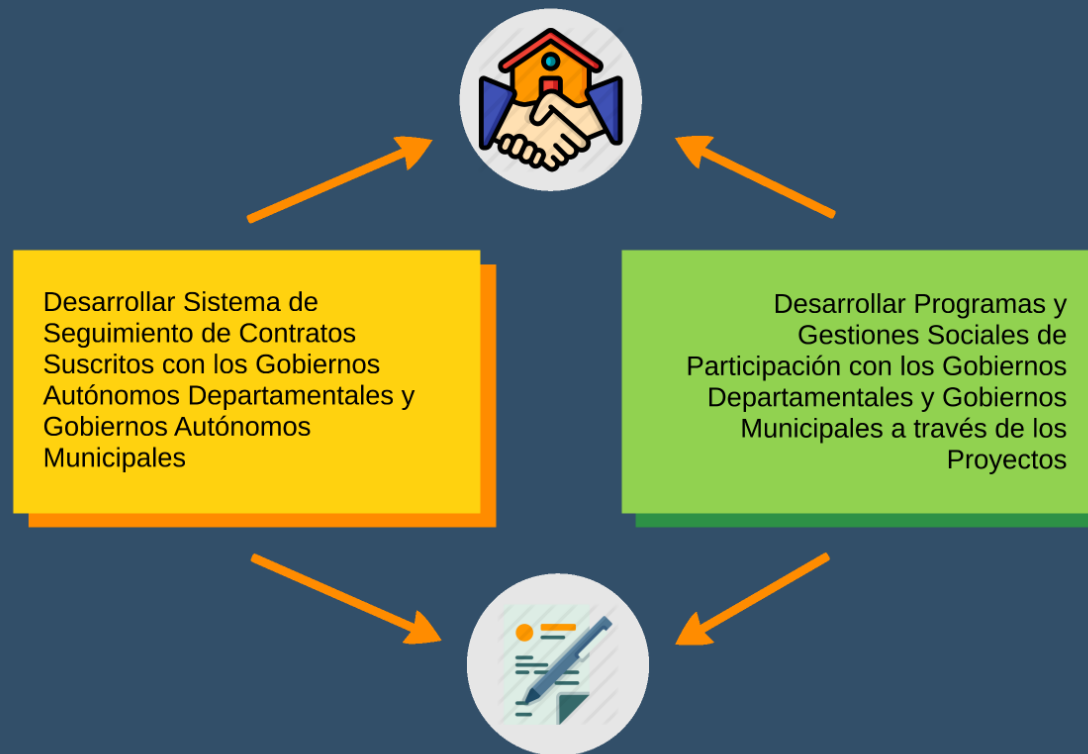 Desarrollar Sistema de
Seguimiento de Contratos
Suscritos con los Gobiernos
Autónomos Departamentales y
Gobiernos Autónomos
Municipales
Desarrollar Programas y
Gestiones Sociales de
Participación con los Gobiernos
Departamentales y Gobiernos
Municipales a través de los
Proyectos